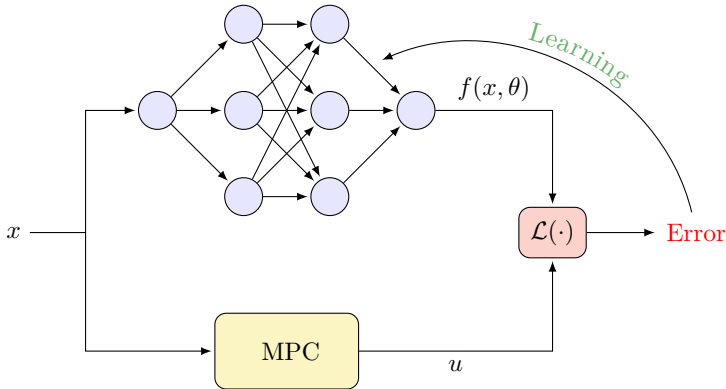 Learning
f(x, θ)
x
ℒ(·)
Error
MPC
u